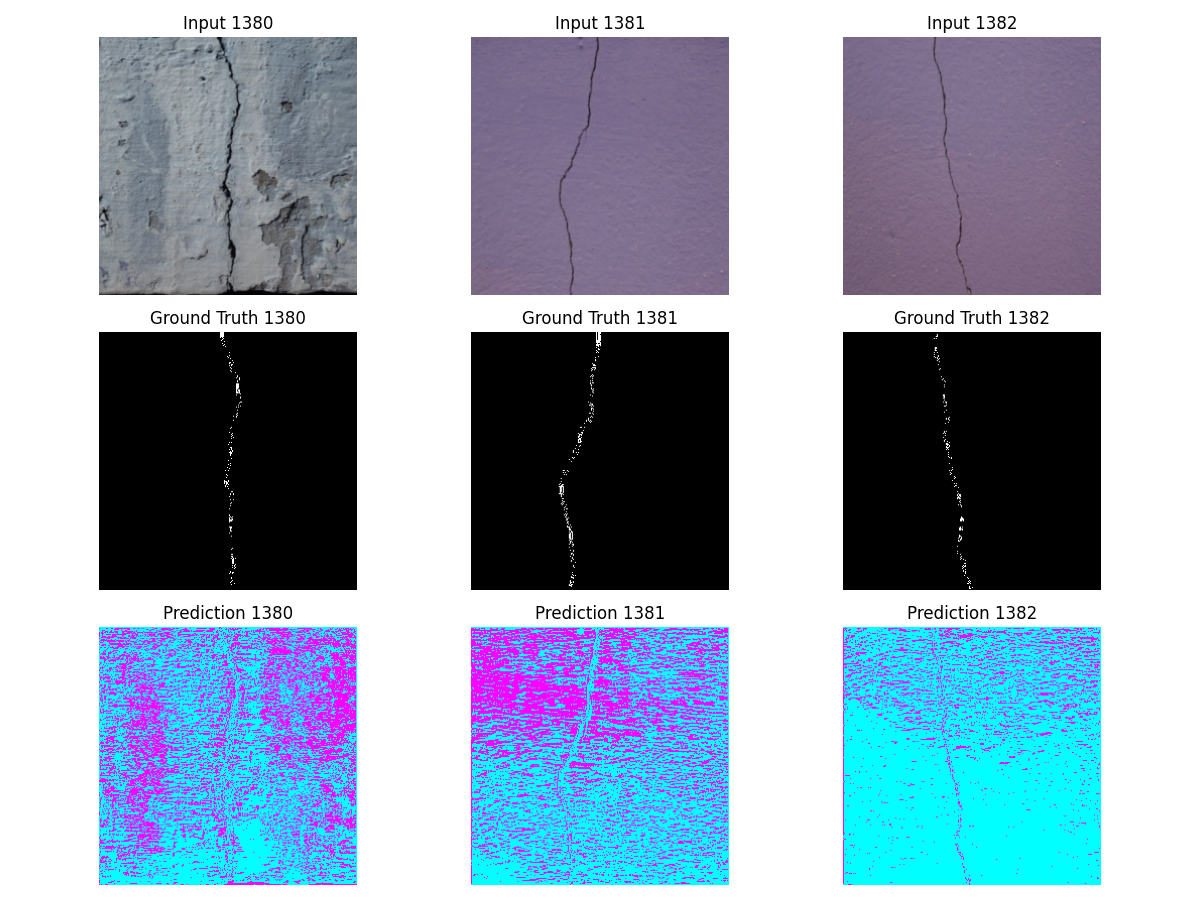 Input 1380
Input 1381
Input 1382
Ground Truth 1380
Ground Truth 1381
Ground Truth 1382
Prediction 1380
Prediction 1381
Prediction 1382